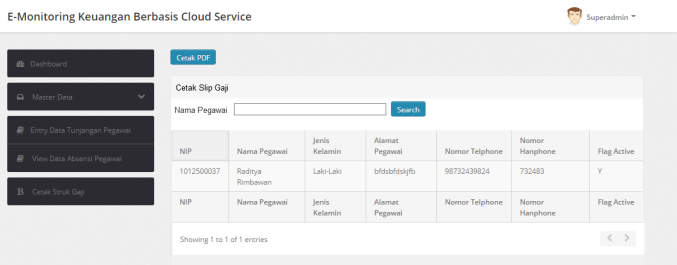 E-Monitoring Keuangan Berbasis Cloud Service
Superadmin
Dashboard
Master Data
Entry Data Tunjangan Pegawai
View Data Absensi Pegawai
B Cetak Struk Gaji
Cetak PDF
Cetak Slip Gaji
Nama Pegawai Search
NIP Nama Pegawai Jenis Kelamin Alamat Pegawai Nomor Telphone Nomor Hanphone Flag Active
1012500037 Raditya Rimbawan Laki-Laki bfdsbfdskjfb 98732439824 732483 Y
NIP Nama Pegawai Jenis Kelamin Alamat Pegawai Nomor Telphone Nomor Hanphone Flag Active
Showing 1 to 1 of 1 entries